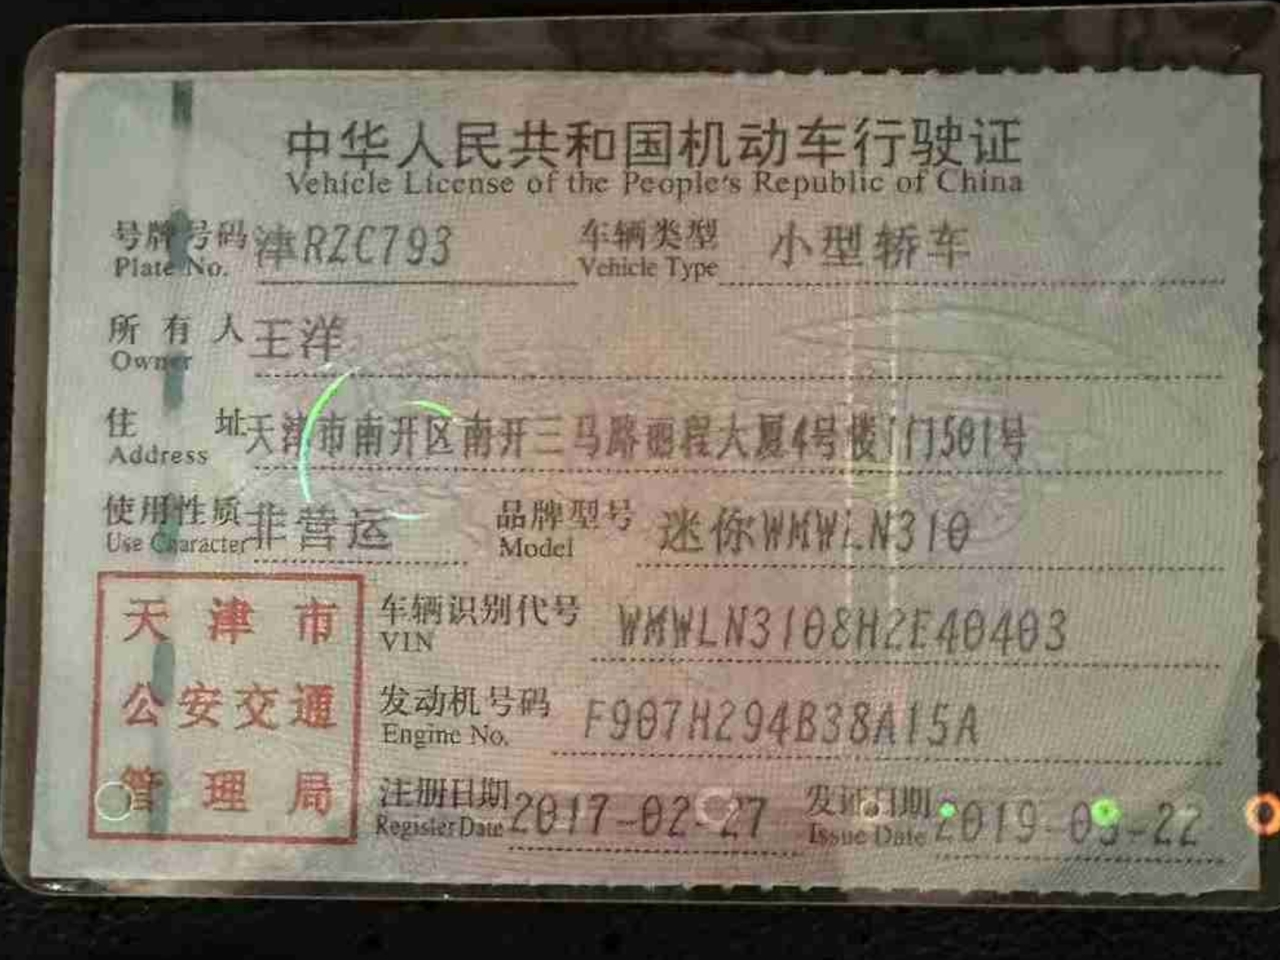 中华人民共和国机动车行驶证
Vehicle License of the People's Republic of China
号牌号码 津RZC793 车辆类型 小型轿车
Plate No. Vehicle Type
所有人 王洋
Owner
住址 天津市南开区南开三马路丽程大厦4号楼1门501号
Address
使用性质 非营运 品牌型号 迷你WMWLN310
Use Character Model
天津市
公安交通
管理局
车辆识别代号 WMWLN3108H2E40403
VIN
发动机号码 F907H294B38A15A
Engine No.
注册日期 2017-02-27 发证日期
Register Date Issue Date